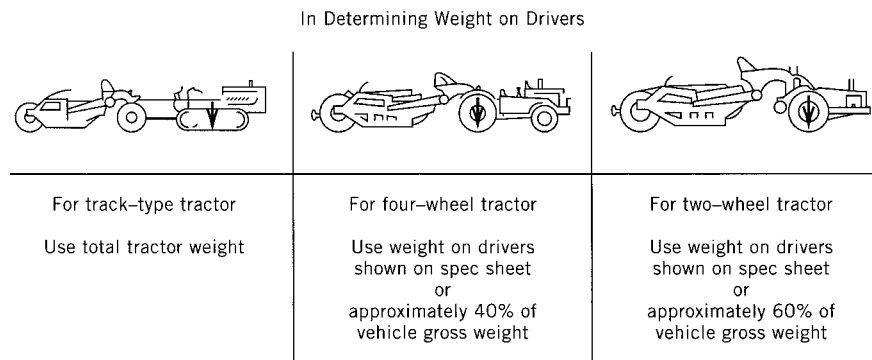 In Determining Weight on Drivers
For track–type tractor
Use total tractor weight
For four–wheel tractor
Use weight on drivers
shown on spec sheet
or
approximately 40% of
vehicle gross weight
For two–wheel tractor
Use weight on drivers
shown on spec sheet
or
approximately 60% of
vehicle gross weight